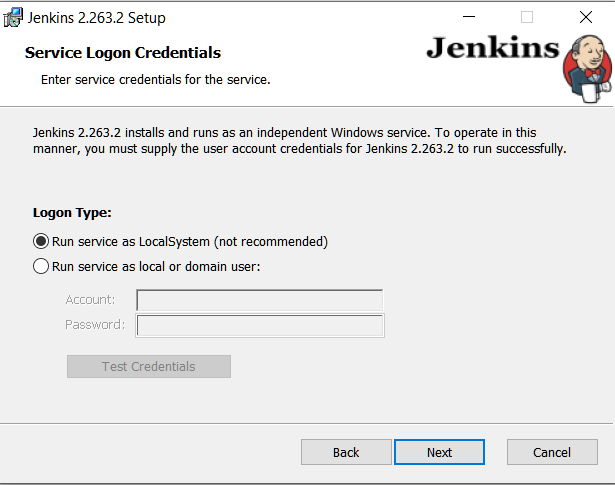 Jenkins 2.263.2 Setup
Service Logon Credentials
Enter service credentials for the service.
Jenkins
Jenkins 2.263.2 installs and runs as an independent Windows service. To operate in this
manner, you must supply the user account credentials for Jenkins 2.263.2 to run successfully.
Logon Type:
Run service as LocalSystem (not recommended)
Run service as local or domain user:
Account:
Password:
Test Credentials
Back
Next
Cancel